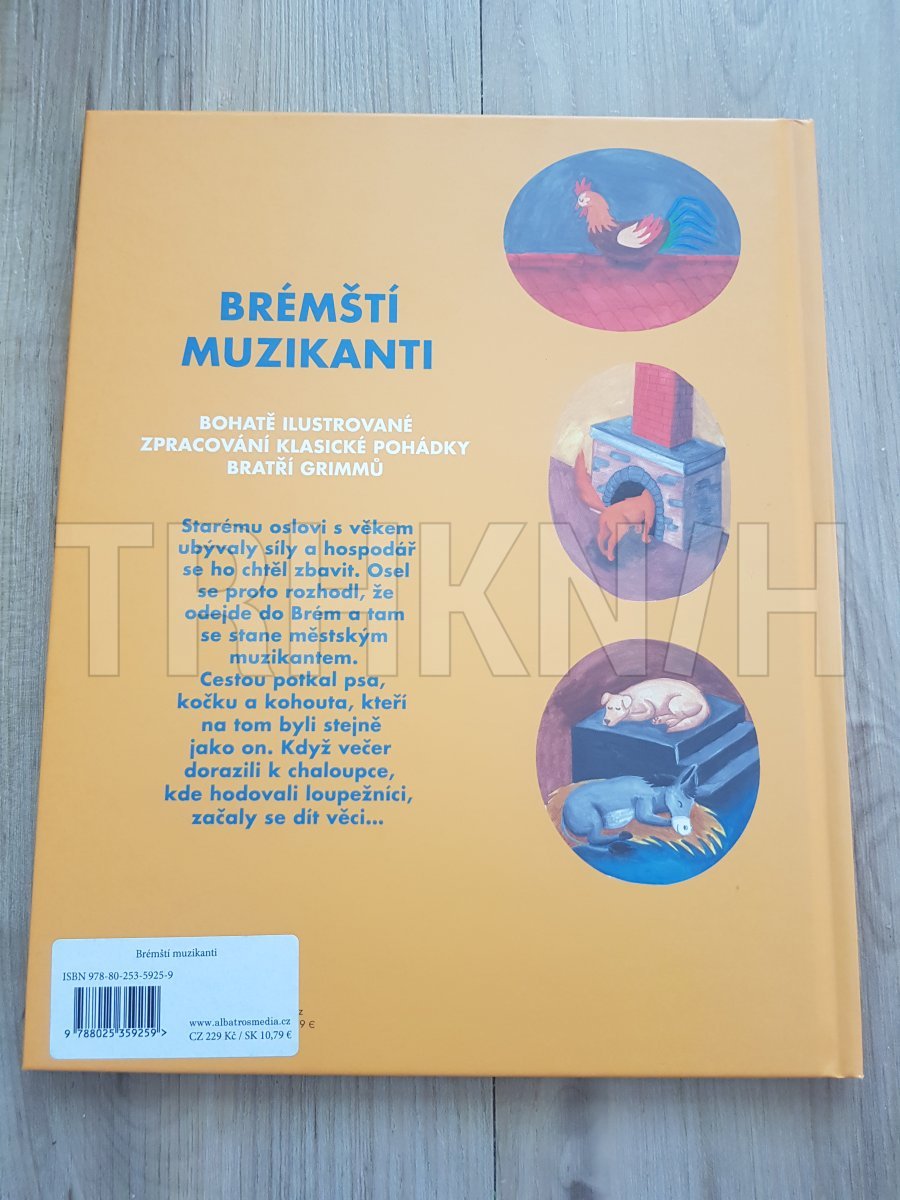 BRÉMŠTÍ
MUZIKANTI
BOHATĚ ILUSTROVANÉ
ZPRACOVÁNÍ KLASICKÉ POHÁDKY
BRATŘÍ GRIMMŮ
Starému oslovi s věkem
ubývaly síly a hospodář
se ho chtěl zbavit. Osel
se proto rozhodl, že
odejde do Brém a tam
se stane městským
muzikantem.
Cestou potkal psa,
kočku a kohouta, kteří
na tom byli stejně
jako on. Když večer
dorazili k chaloupce,
kde hodovali loupežníci,
začaly se dít věci...
TRHKNIH
Brémští muzikanti
ISBN 978-80-253-5925-9
9 788025 359259 >
www.albatrosmedia.cz
CZ 229 Kč / SK 10,79 €
z
9 €